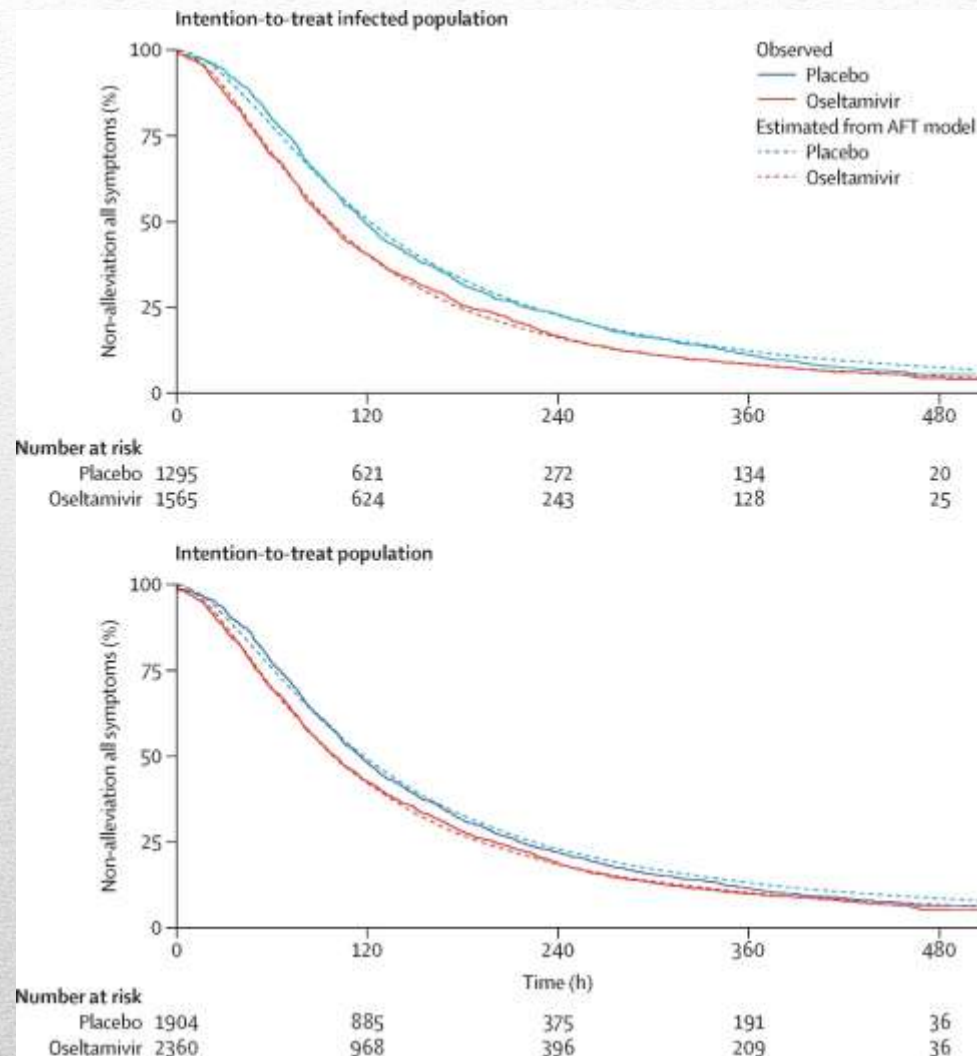 Intention-to-treat infected population
Observed
Placebo
Oseltamivir
Estimated from AFT model
Placebo
Oseltamivir
Non-alleviation all symptoms (%)
100
75
50
25
0
0 120 240 360 480
Number at risk
Placebo 1295 621 272 134 20
Oseltamivir 1565 624 243 128 25
Intention-to-treat population
Non-alleviation all symptoms (%)
100
75
50
25
0
0 120 240 360 480
Time (h)
Number at risk
Placebo 1904 885 375 191 36
Oseltamivir 2360 968 396 209 36